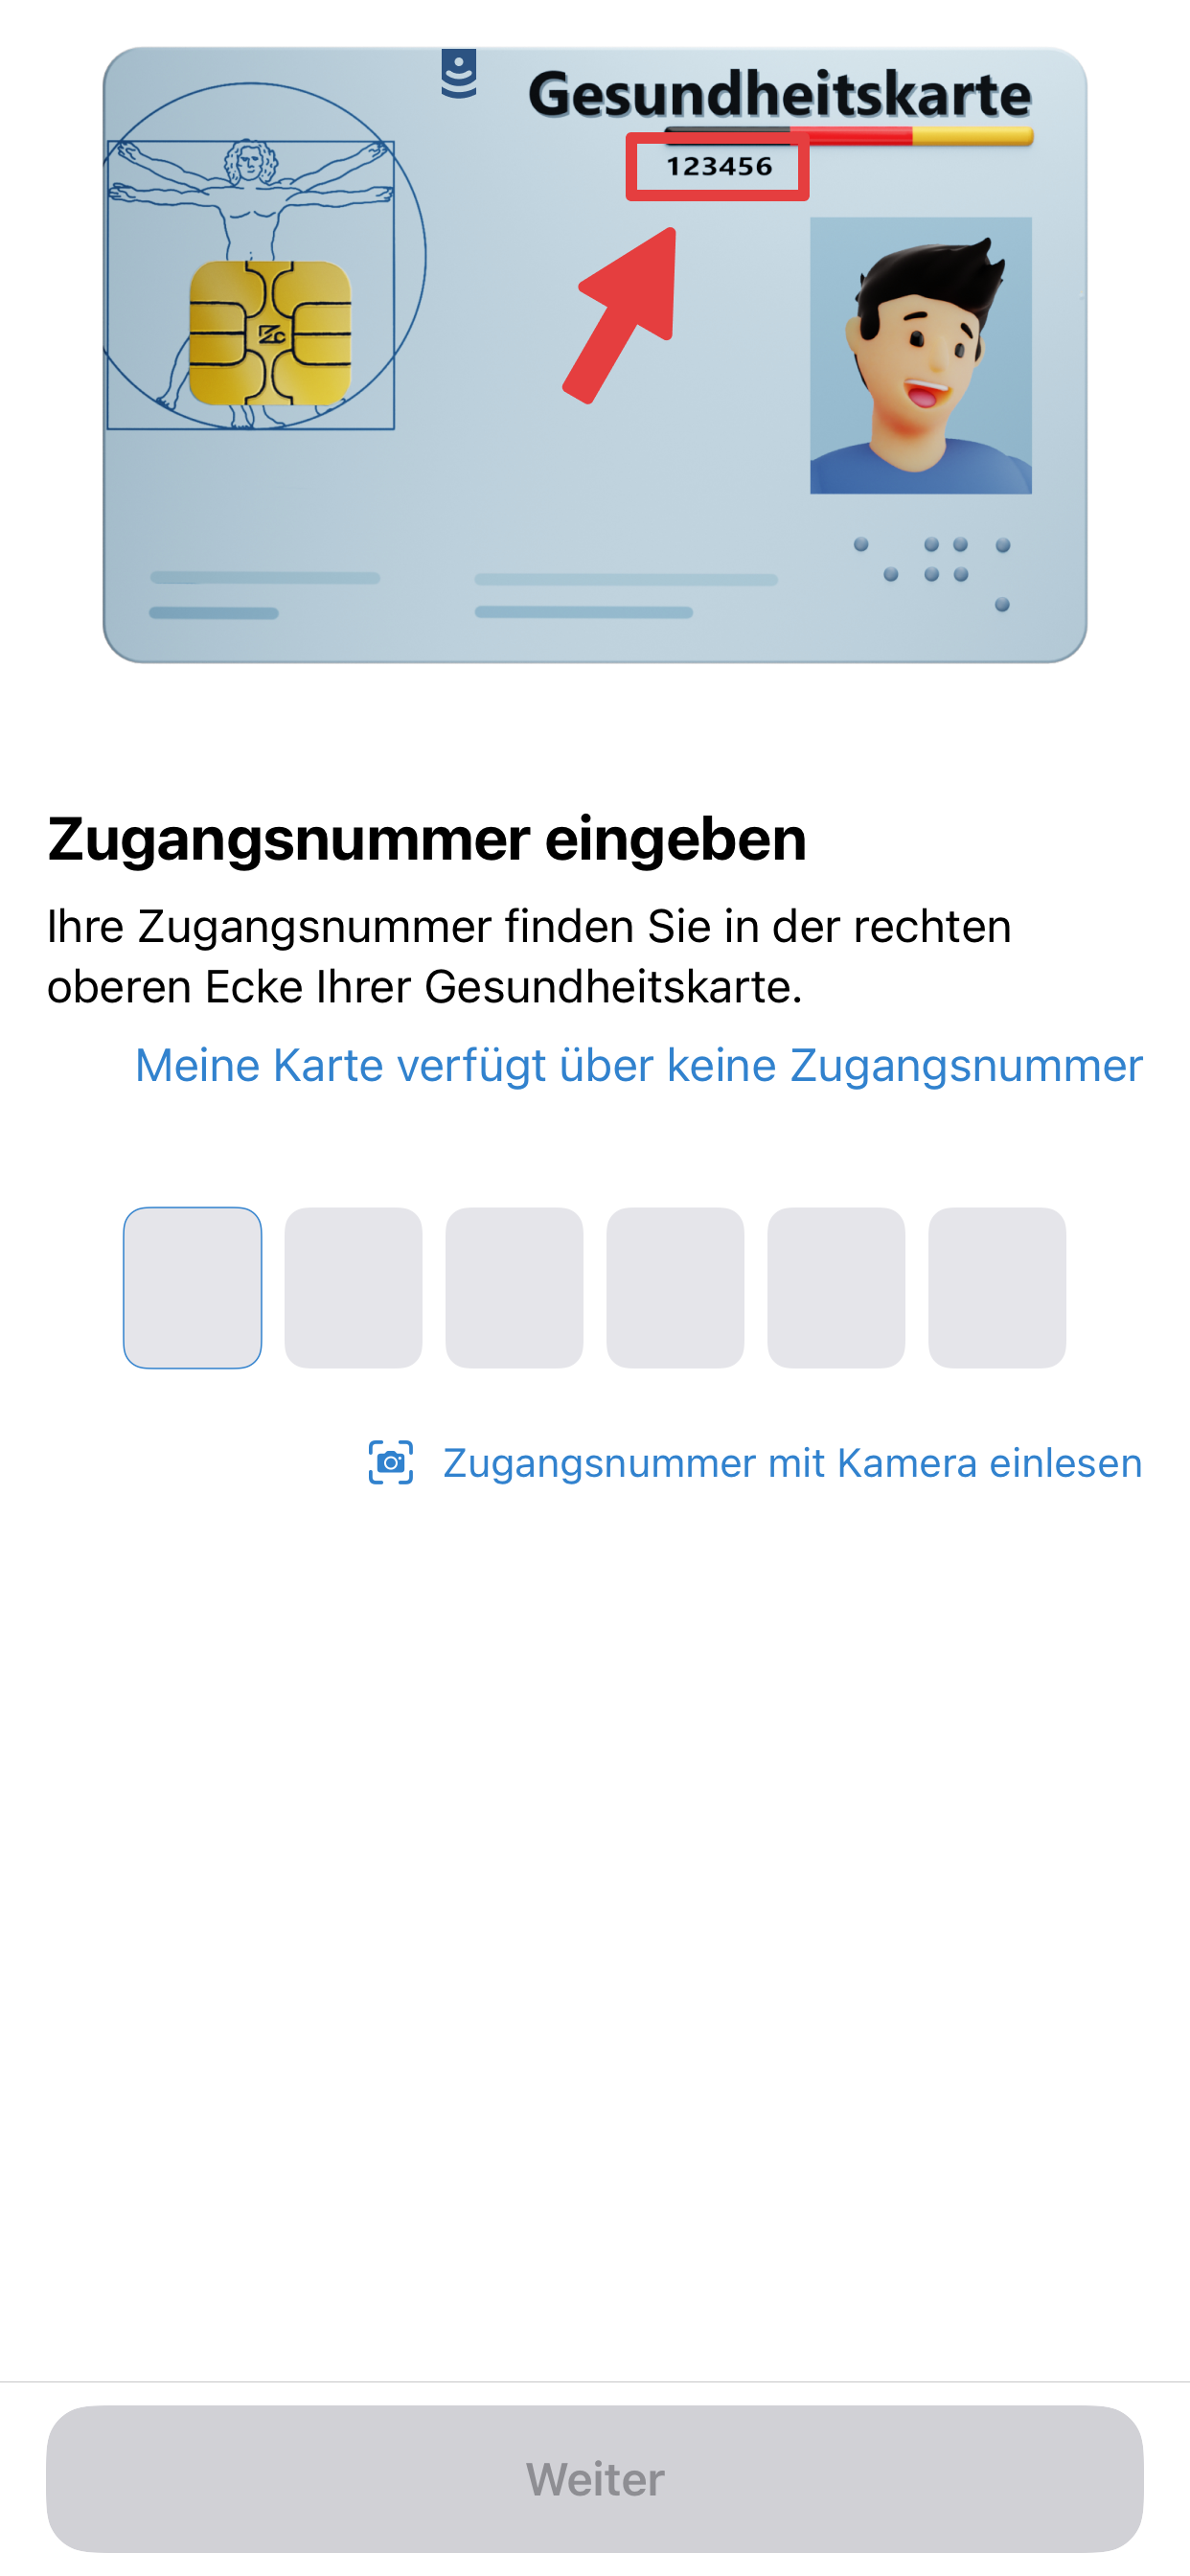 Gesundheitskarte
123456
Zugangsnummer eingeben
Ihre Zugangsnummer finden Sie in der rechten
oberen Ecke Ihrer Gesundheitskarte.
Meine Karte verfügt über keine Zugangsnummer
Zugangsnummer mit Kamera einlesen
Weiter